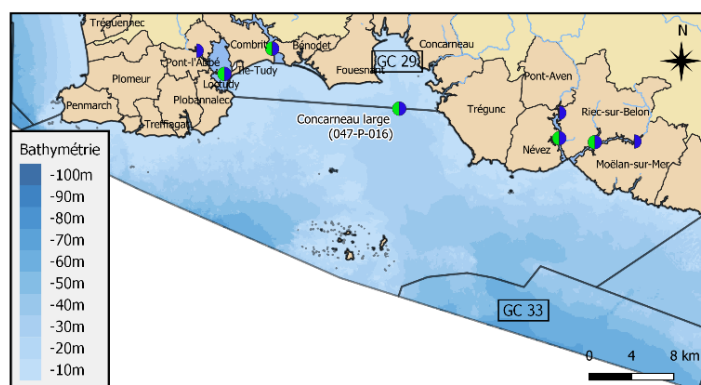 Tréguennec
Combrit
Bénodet
Concarneau
N
Pont-l'Abbé
Île-Tudy
GC 29
Fouesnant
Plomeur
Loctudy
Pont-Aven
Penmarch
Plobannalec
Trégunc
Riec-sur-Belon
Treffiagat
Concarneau large
(047-P-016)
Névez
Moëlan-sur-Mer
Bathymétrie
-100m
-90m
-80m
-70m
-60m
-50m
-40m
-30m
-20m
-10m
GC 33
0 4 8 km